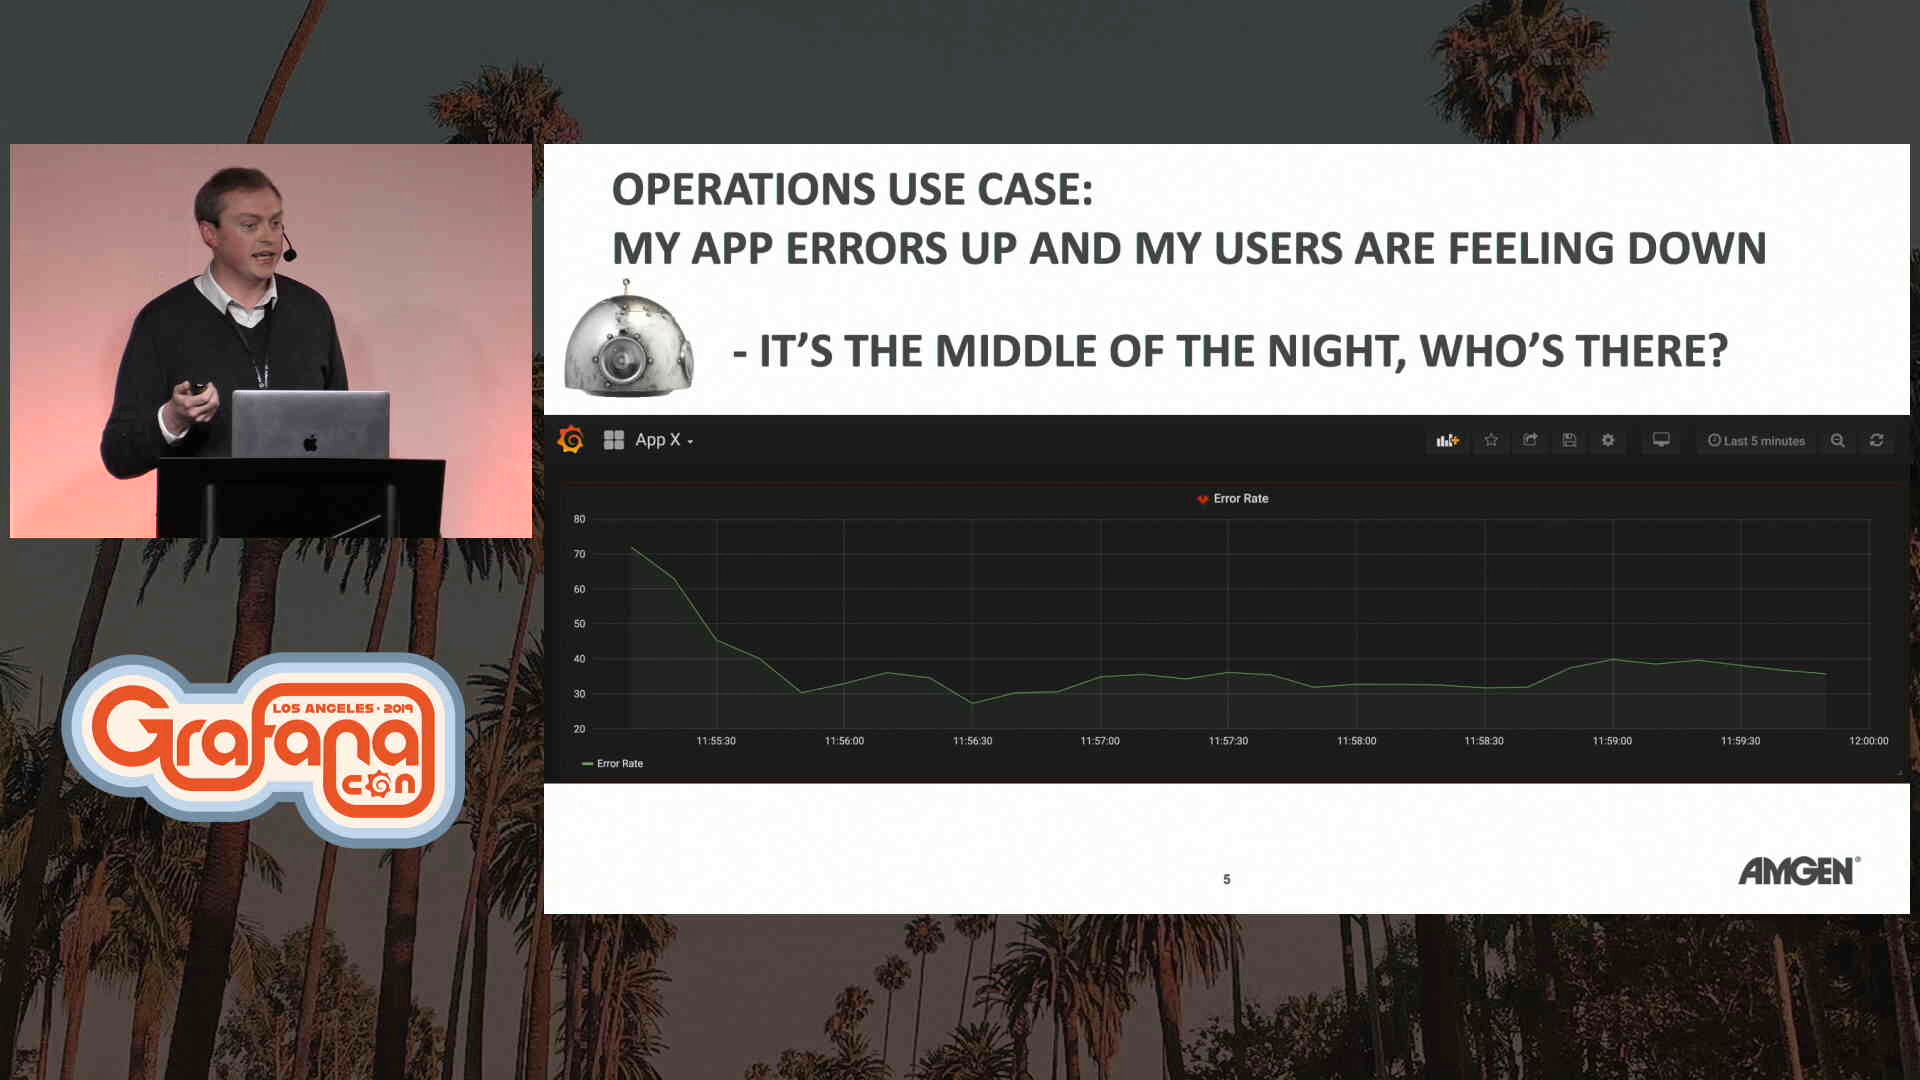 OPERATIONS USE CASE:
MY APP ERRORS UP AND MY USERS ARE FEELING DOWN
- IT’S THE MIDDLE OF THE NIGHT, WHO’S THERE?
App X
Last 5 minutes
Error Rate
80
70
60
50
40
30
20
11:55:30 11:56:00 11:56:30 11:57:00 11:57:30 11:58:00 11:58:30 11:59:00 11:59:30 12:00:00
Error Rate
5
AMGEN®
LOS ANGELES · 2019
Grafana
con